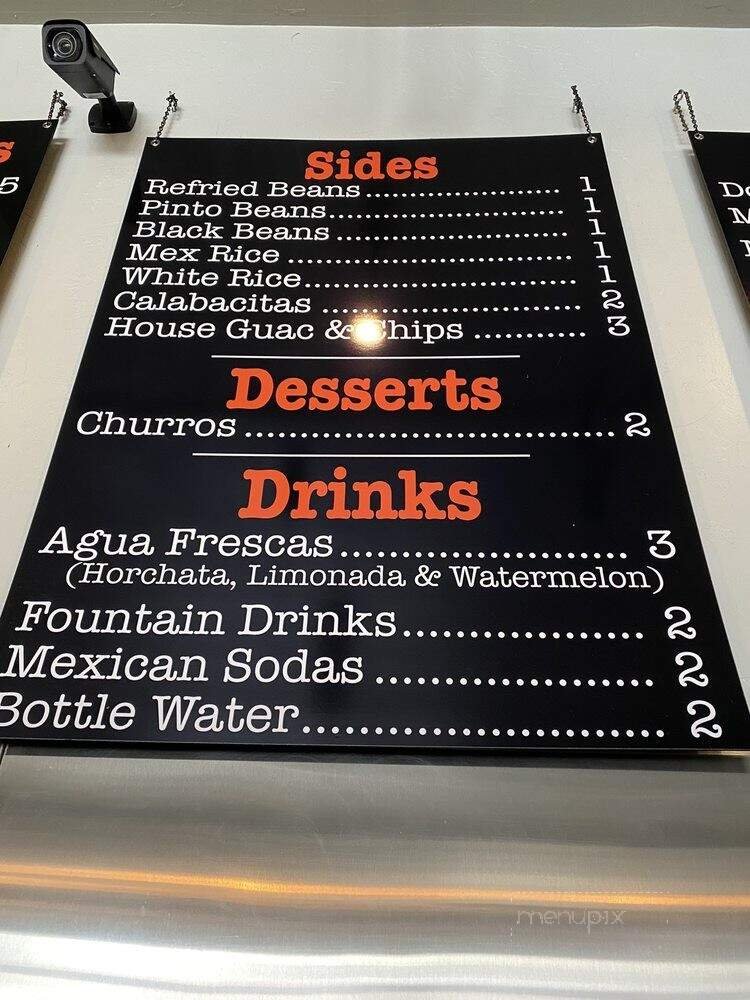 Sides
Refried Beans ........................ 1
Pinto Beans........................... 1
Black Beans .......................... 1
Mex Rice ............................... 1
White Rice............................. 1
Calabacitas ........................... 2
House Guac & Chips ............ 3
Desserts
Churros ..................................... 2
Drinks
Agua Frescas ......................... 3
(Horchata, Limonada & Watermelon)
Fountain Drinks.................... 2
Mexican Sodas ...................... 2
Bottle Water.......................... 2
s
5
menupix